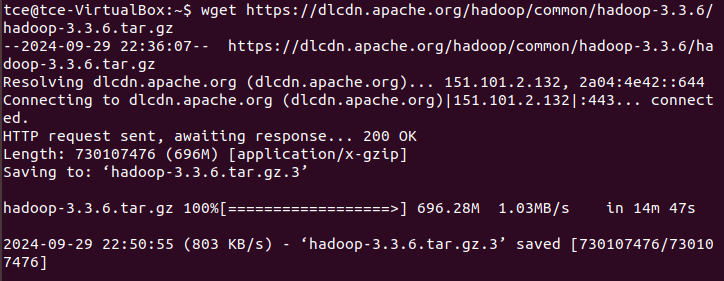 tce@tce-VirtualBox:~$ wget https://dlcdn.apache.org/hadoop/common/hadoop-3.3.6/
hadoop-3.3.6.tar.gz
--2024-09-29 22:36:07--  https://dlcdn.apache.org/hadoop/common/hadoop-3.3.6/ha
doop-3.3.6.tar.gz
Resolving dlcdn.apache.org (dlcdn.apache.org)... 151.101.2.132, 2a04:4e42::644
Connecting to dlcdn.apache.org (dlcdn.apache.org)|151.101.2.132|:443... connect
ed.
HTTP request sent, awaiting response... 200 OK
Length: 730107476 (696M) [application/x-gzip]
Saving to: ‘hadoop-3.3.6.tar.gz.3’
hadoop-3.3.6.tar.gz 100%[==================>] 696.28M  1.03MB/s    in 14m 47s
2024-09-29 22:50:55 (803 KB/s) - ‘hadoop-3.3.6.tar.gz.3’ saved [730107476/73010
7476]